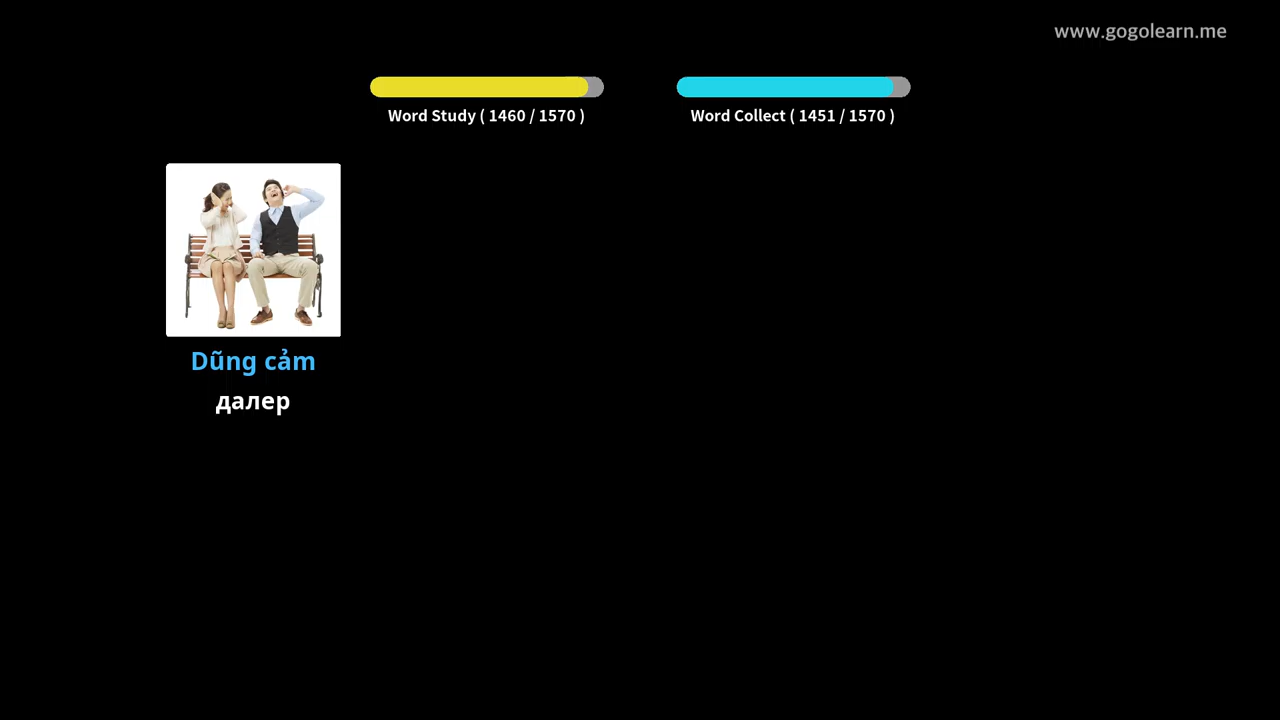 www.gogolearn.me
Word Study ( 1460 / 1570 )
Word Collect ( 1451 / 1570 )
Dũng cảm
далер